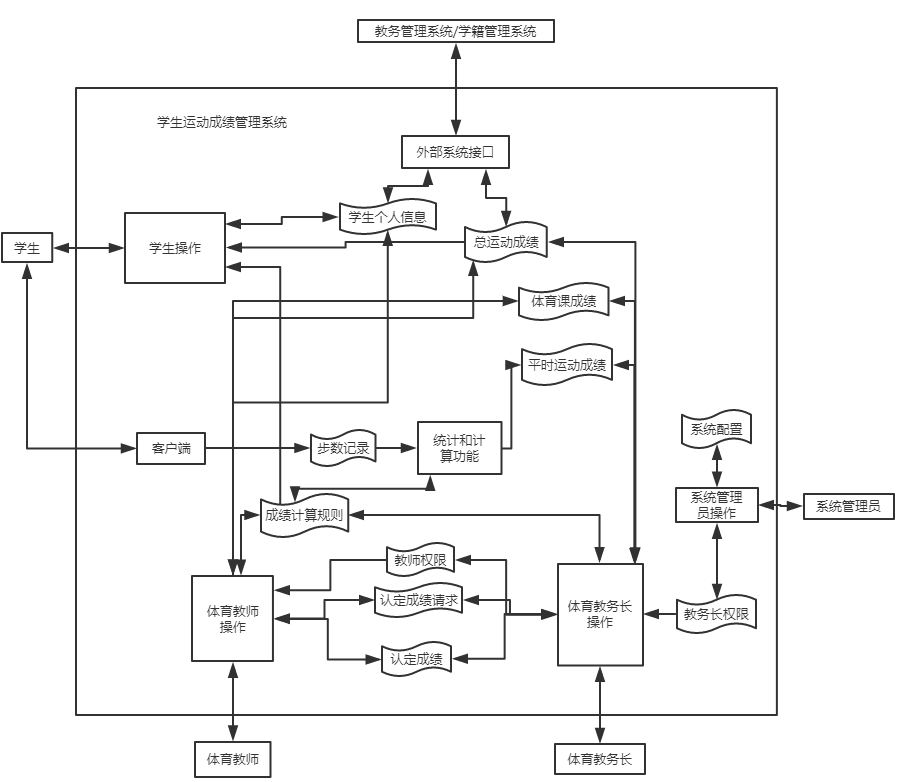 教务管理系统/学籍管理系统
学生运动成绩管理系统
外部系统接口
学生个人信息
总运动成绩
学生
学生操作
体育课成绩
平时运动成绩
系统配置
客户端
步数记录
统计和计
算功能
系统管理
员操作
系统管理员
成绩计算规则
教师权限
认定成绩请求
体育教师
操作
体育教务长
操作
教务长权限
认定成绩
体育教师
体育教务长